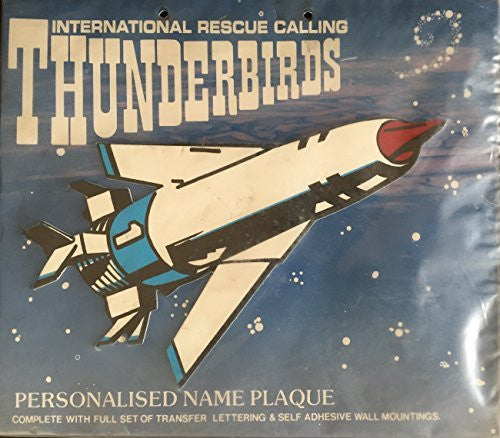 INTERNATIONAL RESCUE CALLING
THUNDERBIRDS
1
PERSONALISED NAME PLAQUE
COMPLETE WITH FULL SET OF TRANSFER LETTERING & SELF ADHESIVE WALL MOUNTINGS.